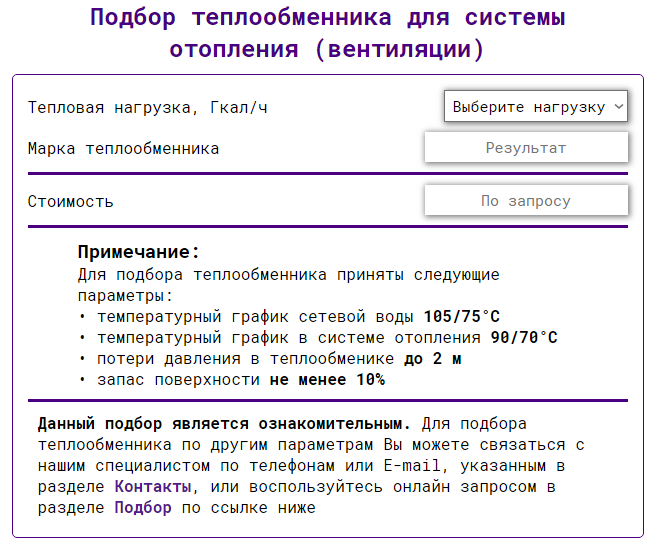 Подбор теплообменника для системы
отопления (вентиляции)
Тепловая нагрузка, Гкал/ч
Выберите нагрузку
Марка теплообменника
Результат
Стоимость
По запросу
Примечание:
Для подбора теплообменника приняты следующие
параметры:
• температурный график сетевой воды 105/75°С
• температурный график в системе отопления 90/70°С
• потери давления в теплообменике до 2 м
• запас поверхности не менее 10%
Данный подбор является ознакомительным. Для подбора
теплообменника по другим параметрам Вы можете связаться с
нашим специалистом по телефонам или E-mail, указанным в
разделе Контакты, или воспользуйтесь онлайн запросом в
разделе Подбор по ссылке ниже